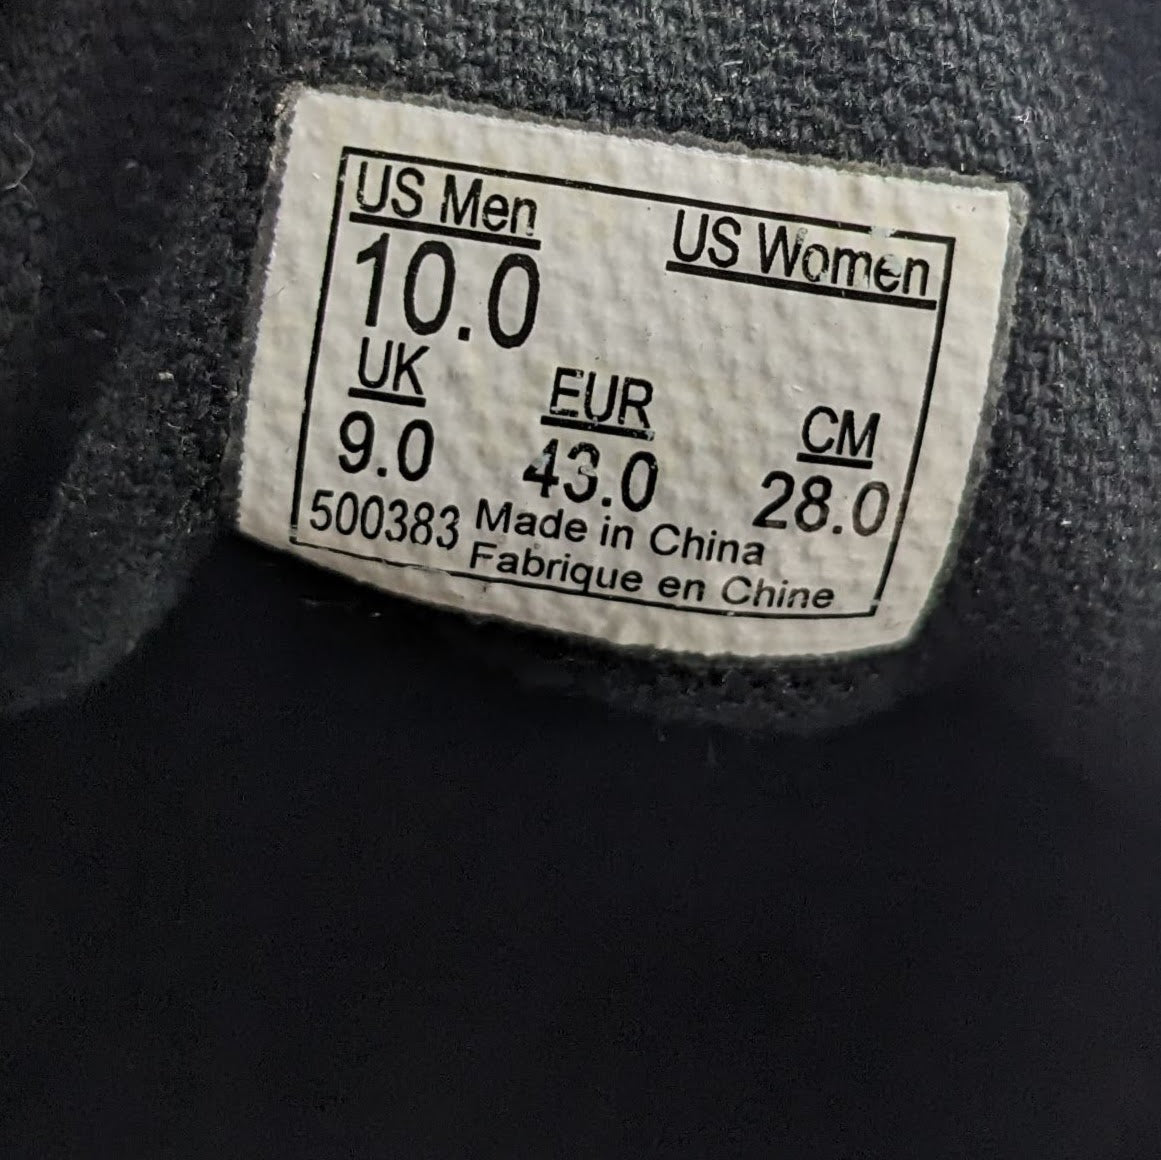 US Men US Women
10.0
UK EUR CM
9.0 43.0 28.0
500383 Made in China
Fabrique en Chine